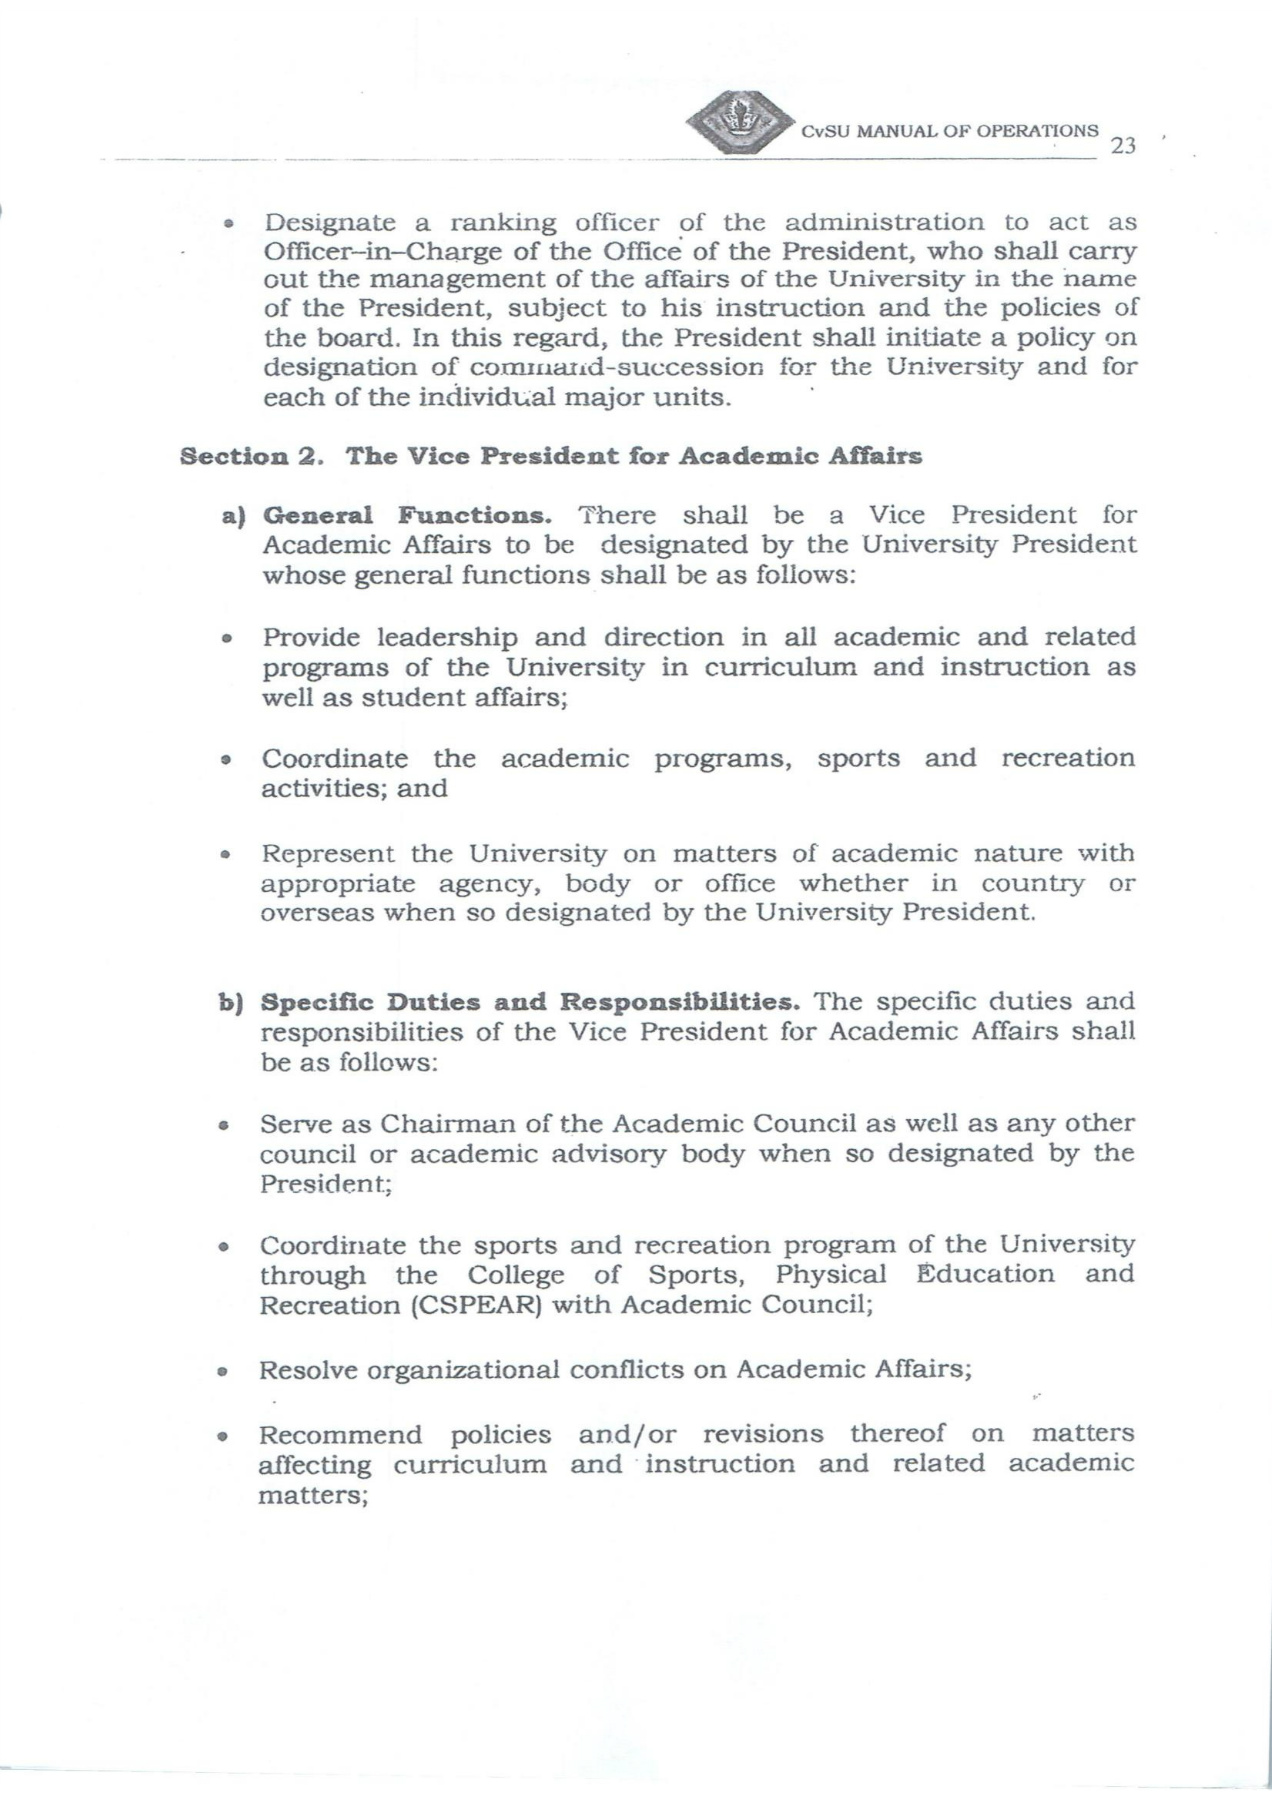 CvSU MANUAL OF OPERATIONS
23
• Designate a ranking officer of the administration to act as
Officer–in–Charge of the Office of the President, who shall carry
out the management of the affairs of the University in the name
of the President, subject to his instruction and the policies of
the board. In this regard, the President shall initiate a policy on
designation of command-succession for the University and for
each of the individual major units.
Section 2. The Vice President for Academic Affairs
a) General Functions. There shall be a Vice President for
Academic Affairs to be designated by the University President
whose general functions shall be as follows:
• Provide leadership and direction in all academic and related
programs of the University in curriculum and instruction as
well as student affairs;
• Coordinate the academic programs, sports and recreation
activities; and
• Represent the University on matters of academic nature with
appropriate agency, body or office whether in country or
overseas when so designated by the University President.
b) Specific Duties and Responsibilities. The specific duties and
responsibilities of the Vice President for Academic Affairs shall
be as follows:
• Serve as Chairman of the Academic Council as well as any other
council or academic advisory body when so designated by the
President;
• Coordinate the sports and recreation program of the University
through the College of Sports, Physical Education and
Recreation (CSPEAR) with Academic Council;
• Resolve organizational conflicts on Academic Affairs;
• Recommend policies and/or revisions thereof on matters
affecting curriculum and instruction and related academic
matters;